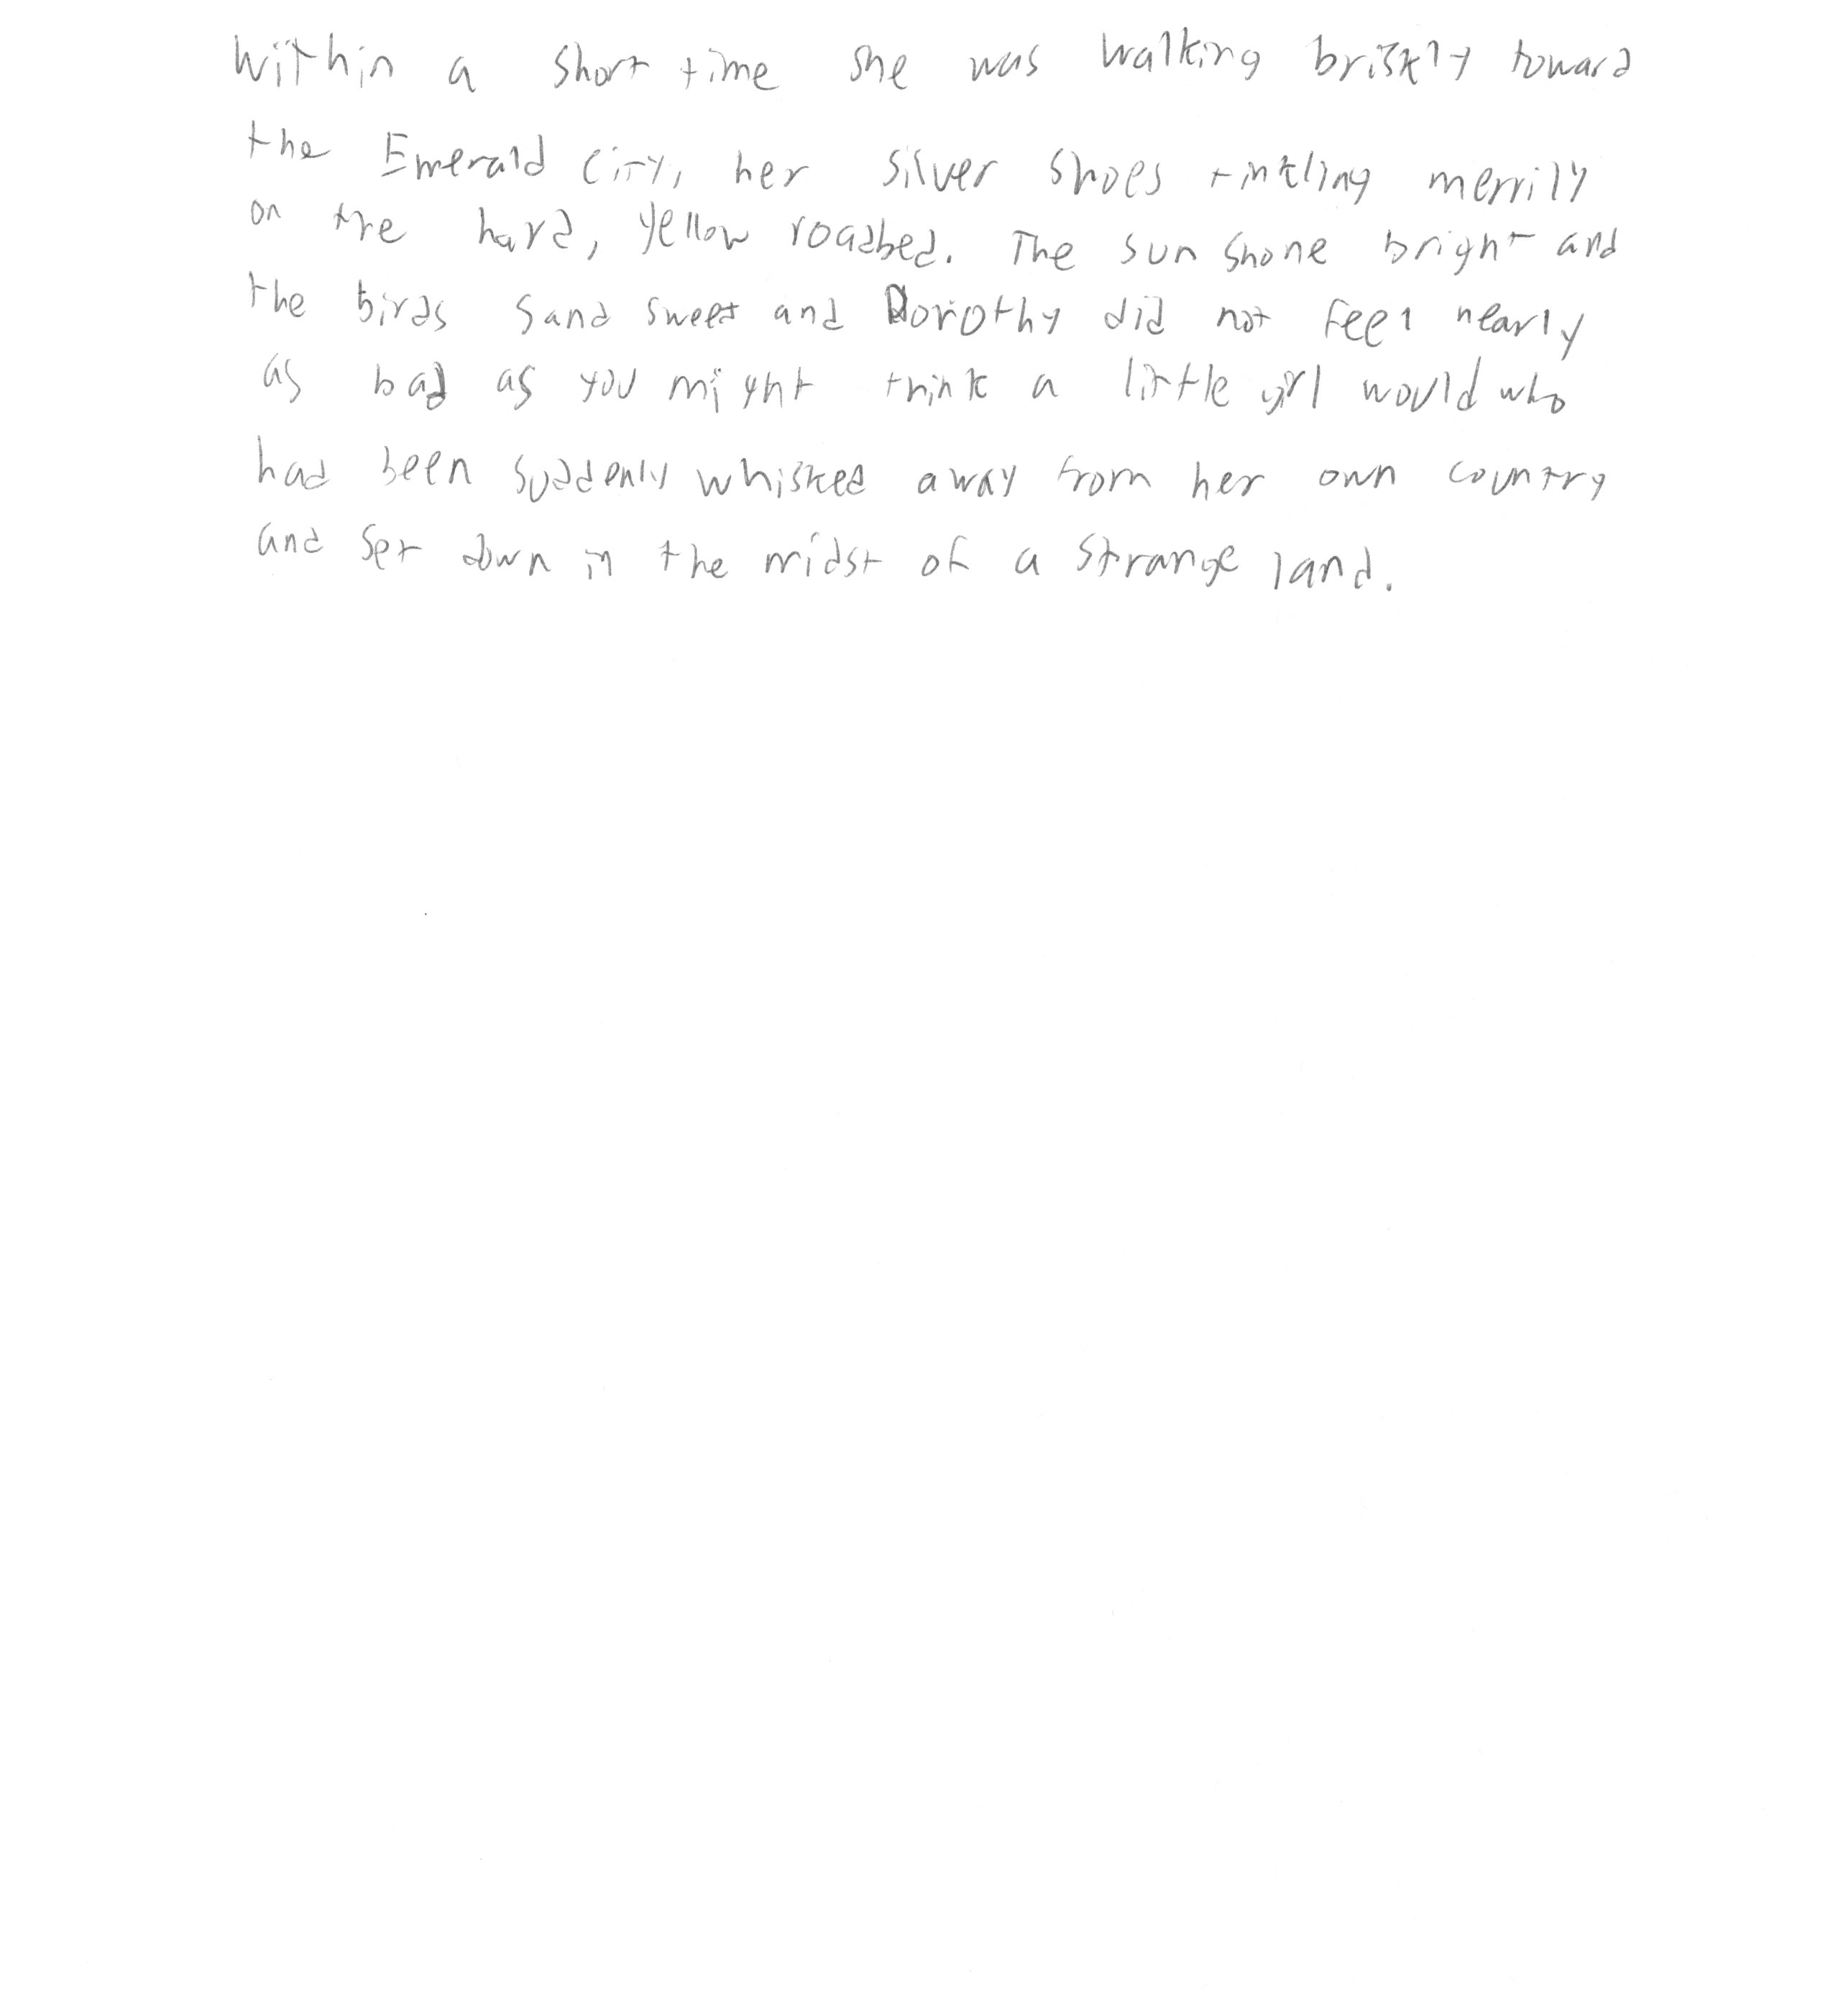 Within a short time she was walking briskly toward
the Emerald City, her silver shoes tinkling merrily
on the hard, yellow roadbed. The sun shone bright and
the birds sand sweet and Dorothy did not feel nearly
as bad as you might think a little girl would who
had been suddenly whisked away from her own country
and set down in the midst of a strange land.